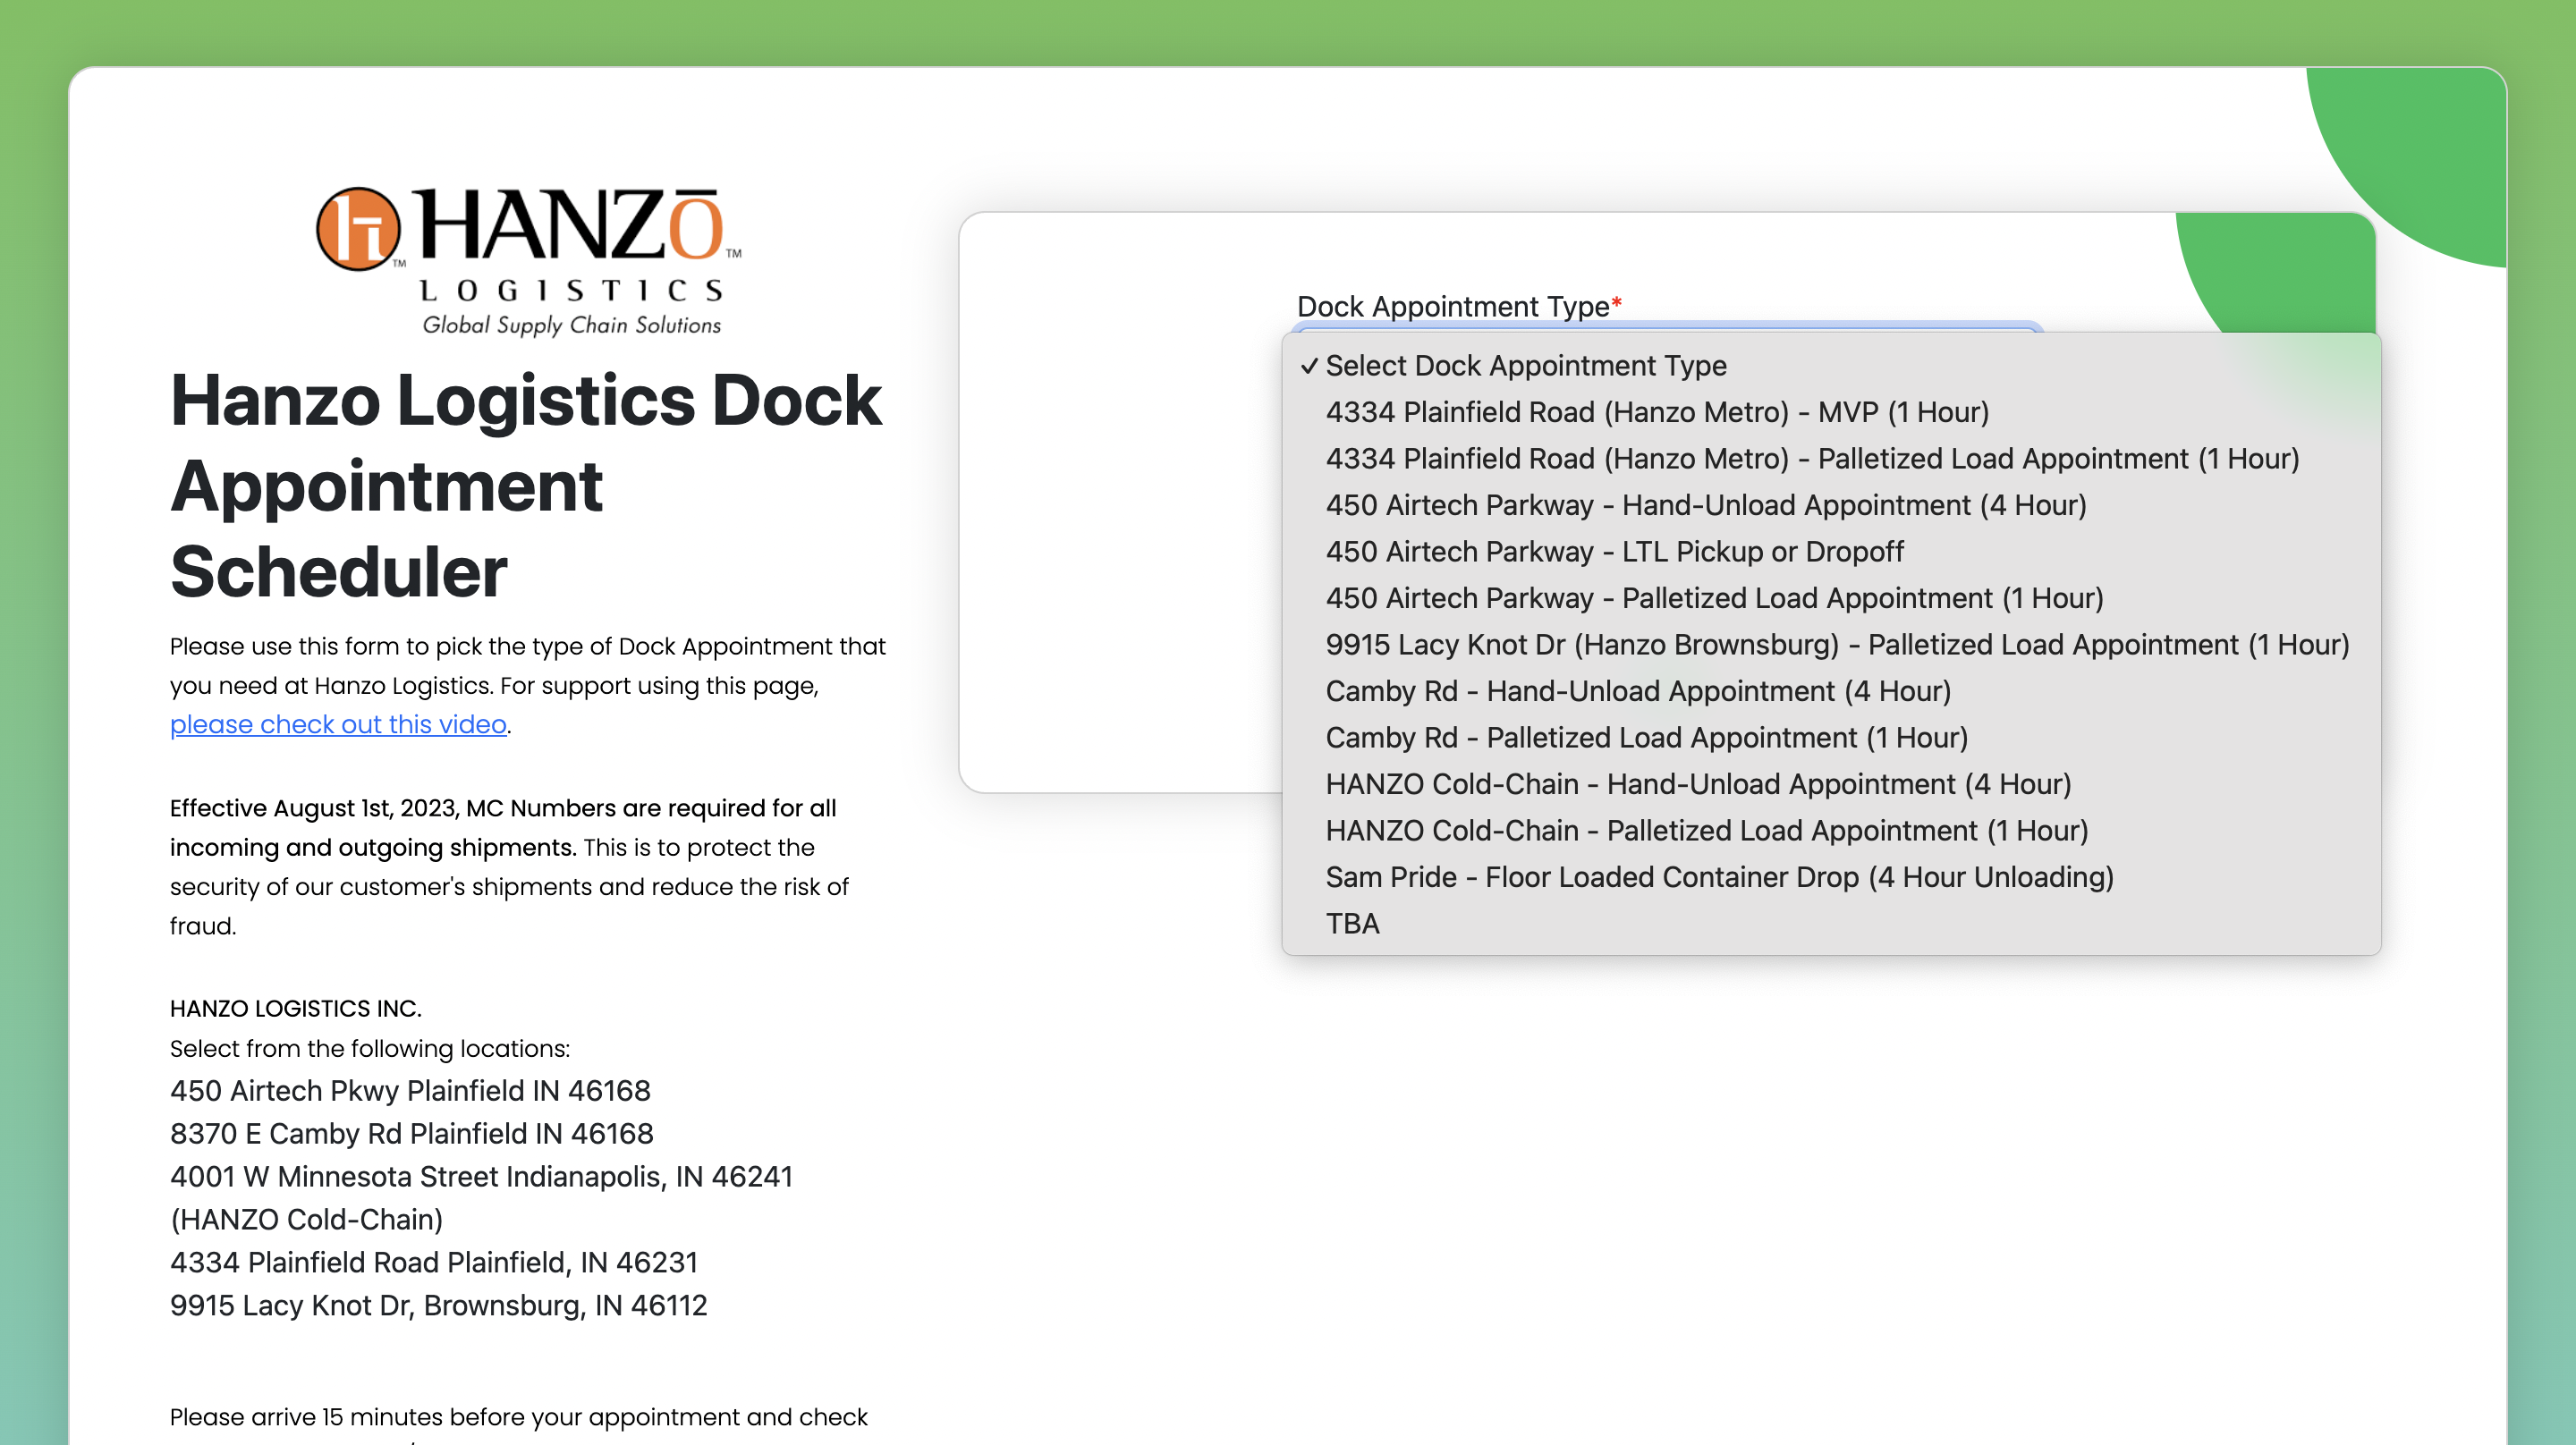 HANZŌ™
LOGISTICS
Global Supply Chain Solutions
Hanzo Logistics Dock
Appointment
Scheduler
Please use this form to pick the type of Dock Appointment that
you need at Hanzo Logistics. For support using this page,
please check out this video.
Effective August 1st, 2023, MC Numbers are required for all
incoming and outgoing shipments. This is to protect the
security of our customer's shipments and reduce the risk of
fraud.
HANZO LOGISTICS INC.
Select from the following locations:
450 Airtech Pkwy Plainfield IN 46168
8370 E Camby Rd Plainfield IN 46168
4001 W Minnesota Street Indianapolis, IN 46241
(HANZO Cold-Chain)
4334 Plainfield Road Plainfield, IN 46231
9915 Lacy Knot Dr, Brownsburg, IN 46112
Please arrive 15 minutes before your appointment and check
Dock Appointment Type*
✓ Select Dock Appointment Type
4334 Plainfield Road (Hanzo Metro) - MVP (1 Hour)
4334 Plainfield Road (Hanzo Metro) - Palletized Load Appointment (1 Hour)
450 Airtech Parkway - Hand-Unload Appointment (4 Hour)
450 Airtech Parkway - LTL Pickup or Dropoff
450 Airtech Parkway - Palletized Load Appointment (1 Hour)
9915 Lacy Knot Dr (Hanzo Brownsburg) - Palletized Load Appointment (1 Hour)
Camby Rd - Hand-Unload Appointment (4 Hour)
Camby Rd - Palletized Load Appointment (1 Hour)
HANZO Cold-Chain - Hand-Unload Appointment (4 Hour)
HANZO Cold-Chain - Palletized Load Appointment (1 Hour)
Sam Pride - Floor Loaded Container Drop (4 Hour Unloading)
TBA